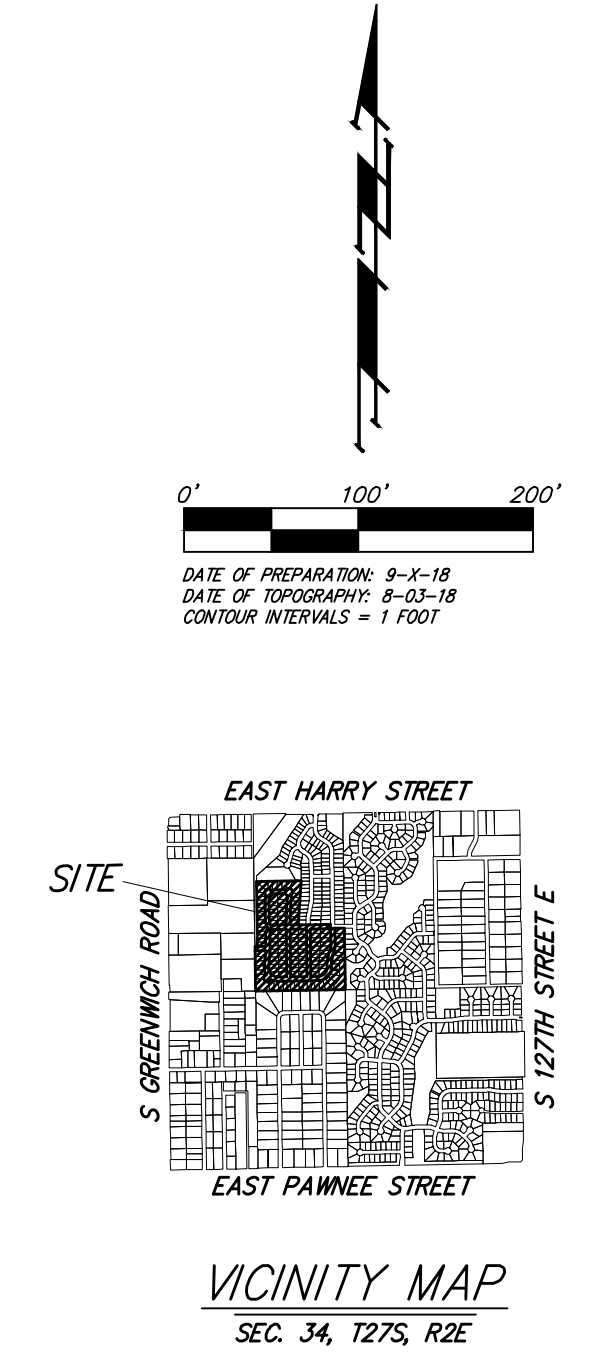 0' 100' 200'
DATE OF PREPARATION: 9-X-18
DATE OF TOPOGRAPHY: 8-03-18
CONTOUR INTERVALS = 1 FOOT
EAST HARRY STREET
SITE
S GREENWICH ROAD
S 127TH STREET E
EAST PAWNEE STREET
VICINITY MAP
SEC. 34, T27S, R2E